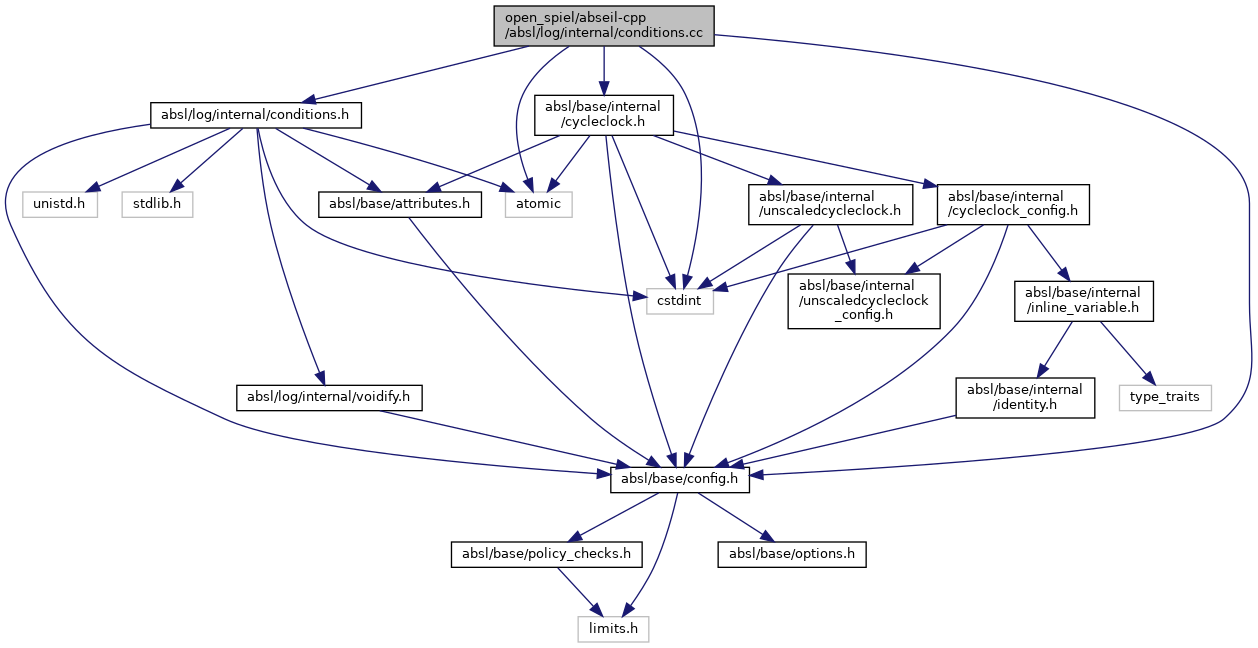 open_spiel/abseil-cpp
/absl/log/internal/conditions.cc
absl/log/internal/conditions.h
absl/base/internal
/cycleclock.h
unistd.h
stdlib.h
absl/base/attributes.h
atomic
absl/base/internal
/unscaledcycleclock.h
absl/base/internal
/cycleclock_config.h
cstdint
absl/base/internal
/unscaledcycleclock
_config.h
absl/base/internal
/inline_variable.h
absl/log/internal/voidify.h
absl/base/internal
/identity.h
type_traits
absl/base/config.h
absl/base/policy_checks.h
absl/base/options.h
limits.h